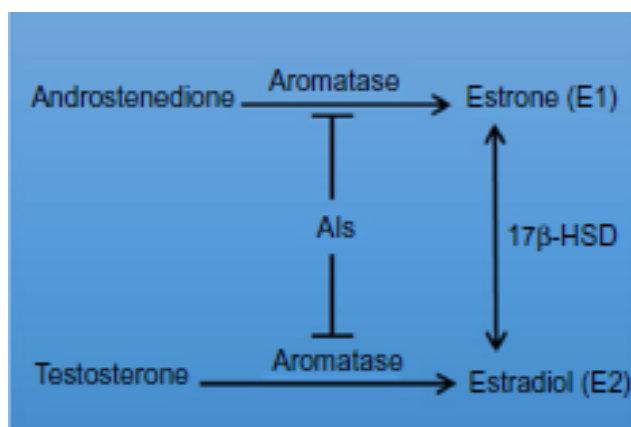 Aromatase
Androstenedione Estrone (E1)
AIs
17β-HSD
Aromatase
Testosterone Estradiol (E2)